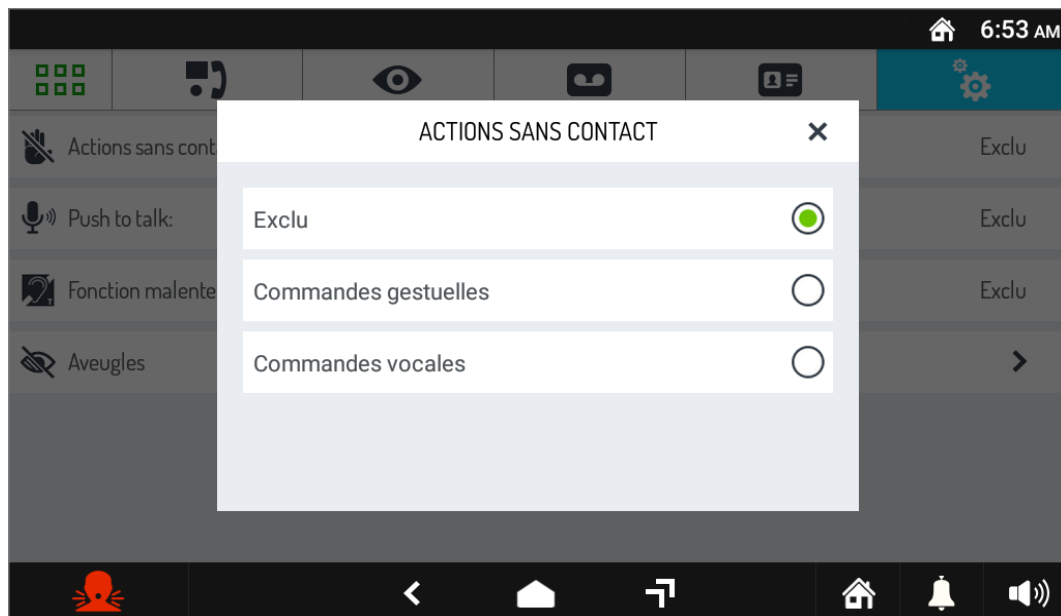 6:53 AM
ACTIONS SANS CONTACT
Actions sans cont
Exclu
Exclu
Push to talk:
Exclu
Commandes gestuelles
Fonction malente
Exclu
Commandes vocales
Aveugles